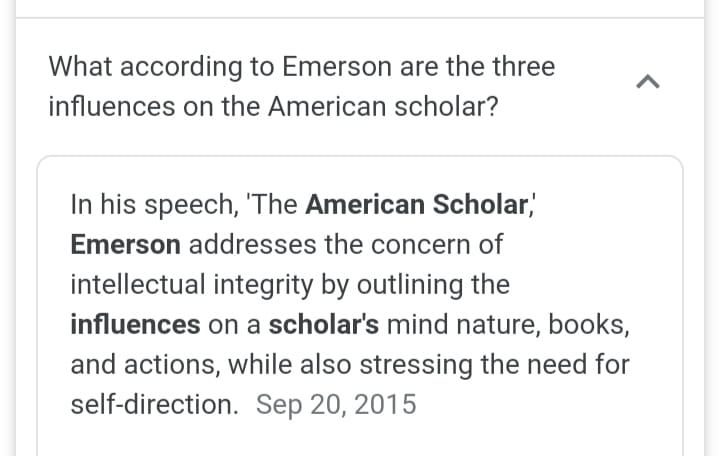 What according to Emerson are the three
influences on the American scholar?
In his speech, 'The American Scholar,'
Emerson addresses the concern of
intellectual integrity by outlining the
influences on a scholar's mind nature, books,
and actions, while also stressing the need for
self-direction. Sep 20, 2015